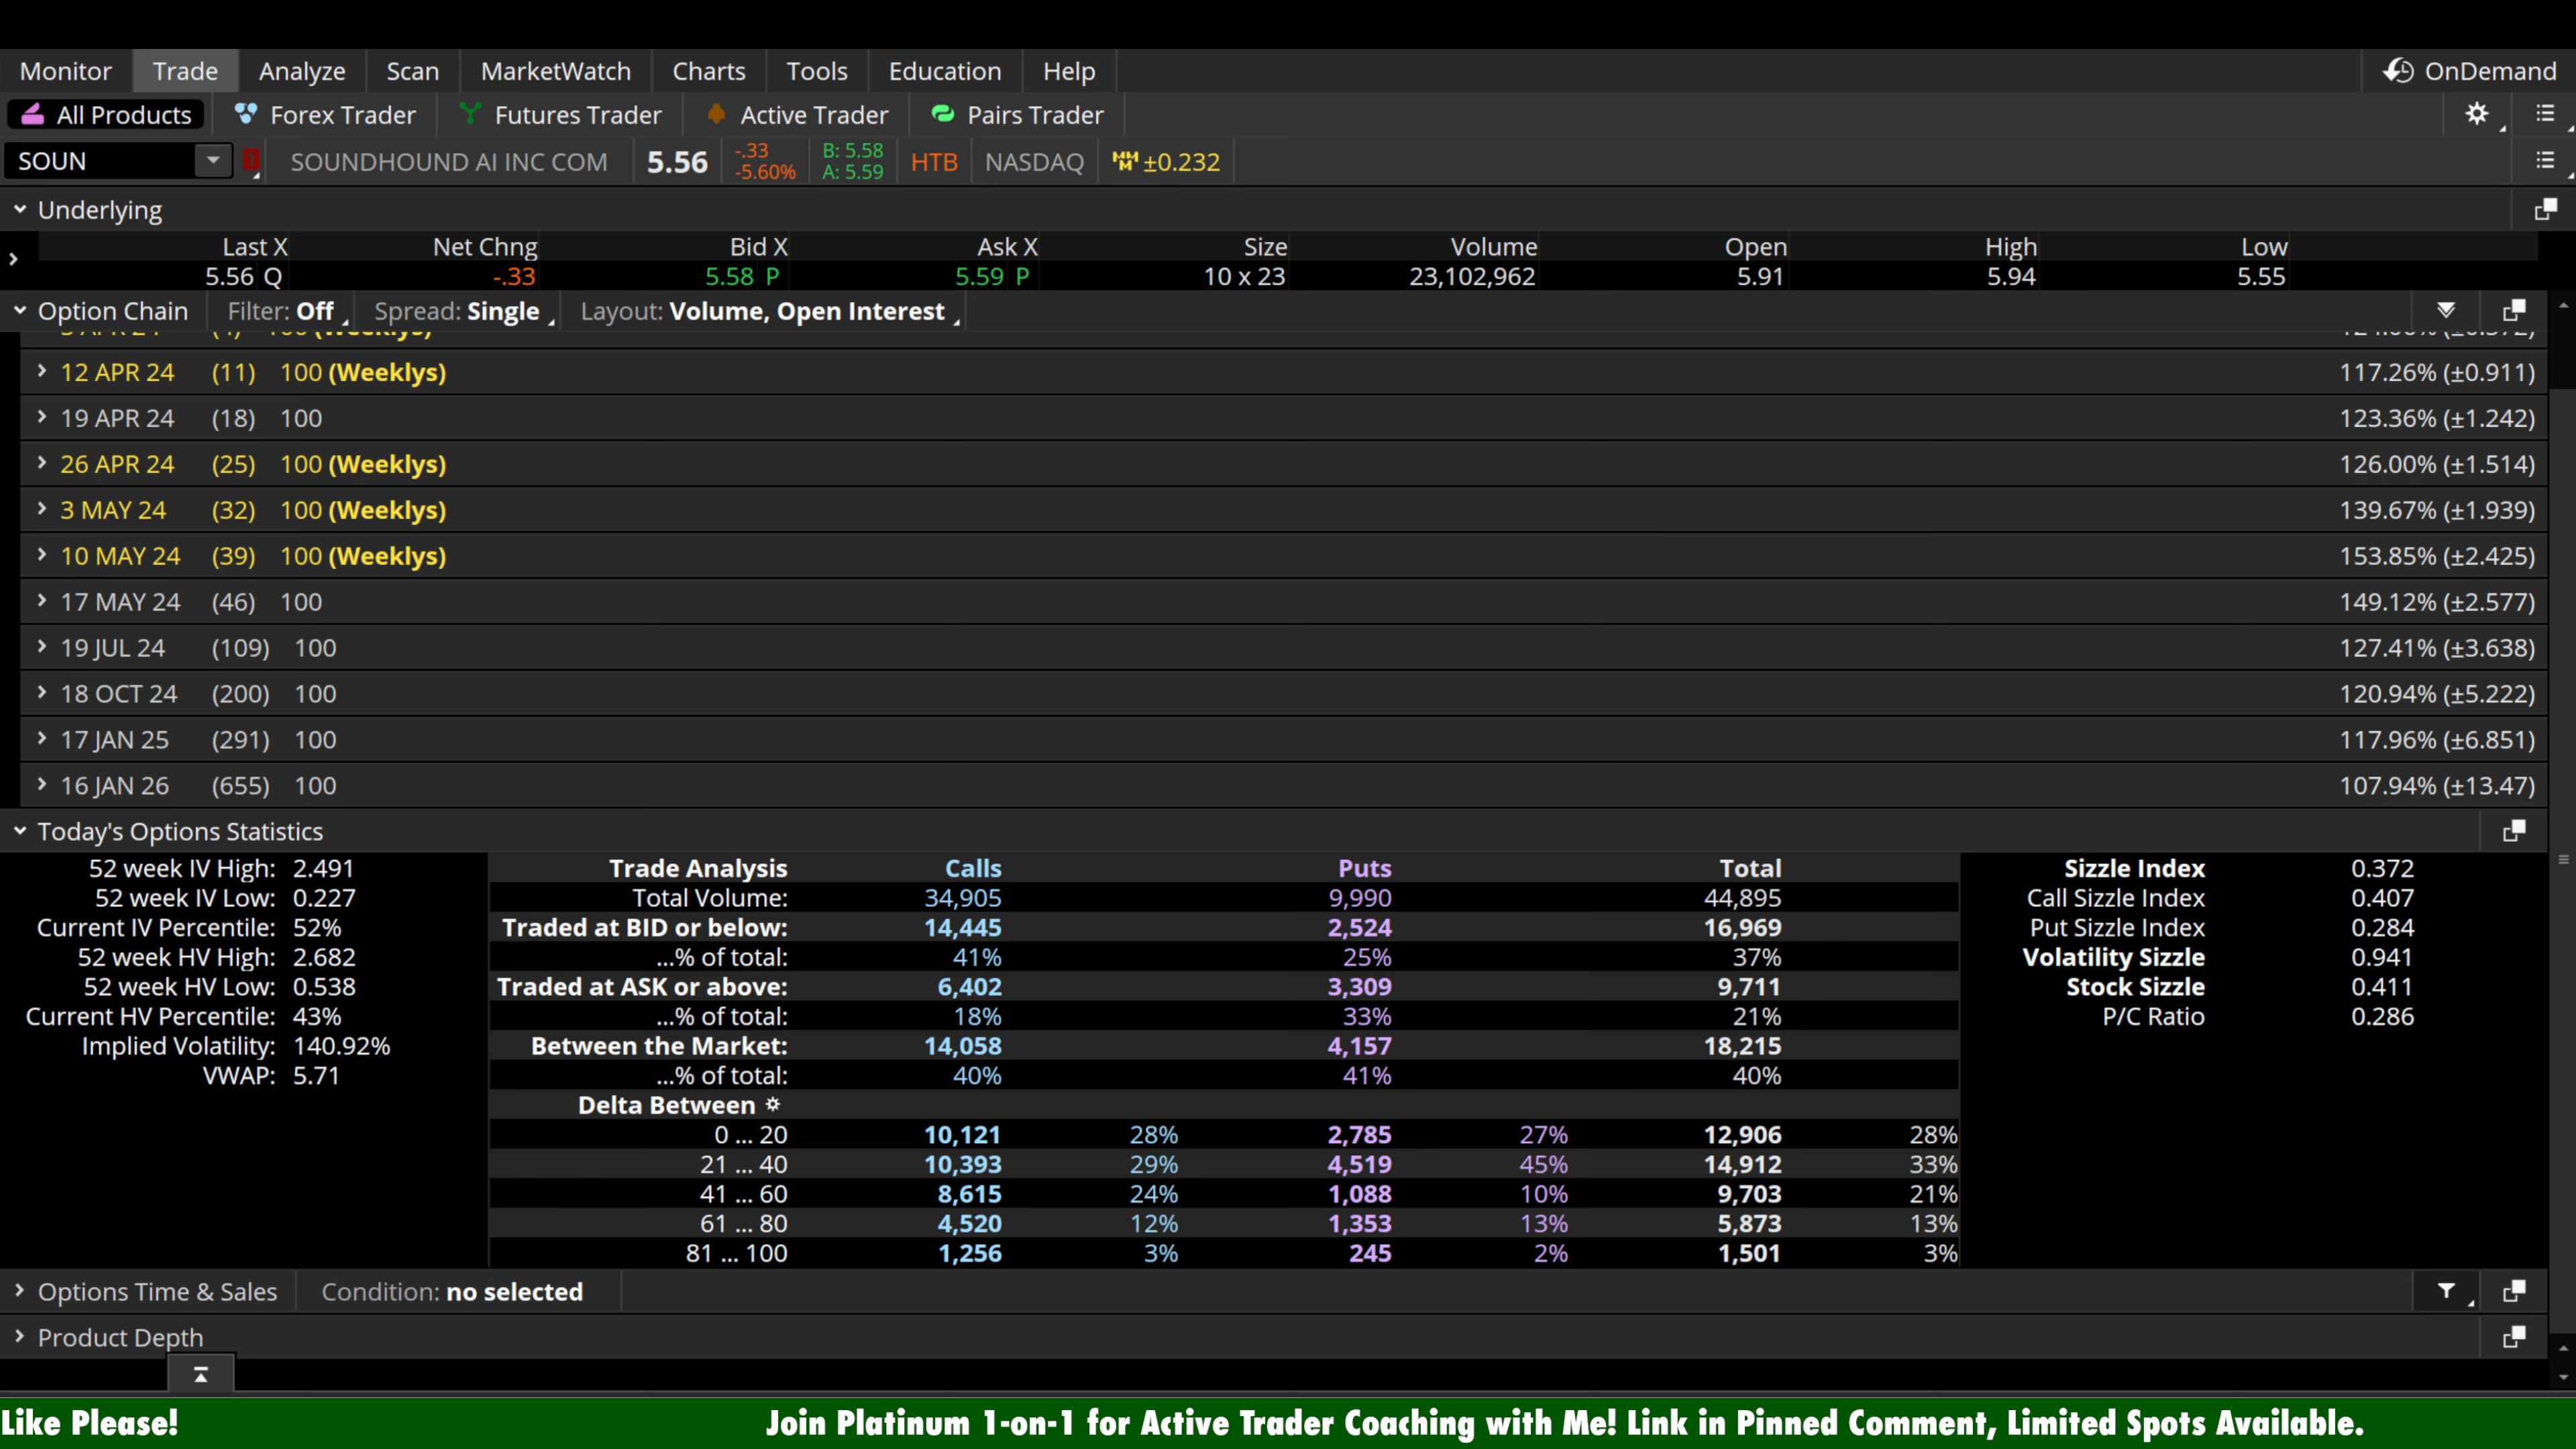 Monitor Trade Analyze Scan MarketWatch Charts Tools Education Help OnDemand
All Products Forex Trader Futures Trader Active Trader Pairs Trader
SOUN SOUNDHOUND AI INC COM 5.56 -.33 -5.60% B: 5.58 A: 5.59 HTB NASDAQ ±0.232
Underlying
Last X Net Chng Bid X Ask X Size Volume Open High Low
5.56 Q -.33 5.58 P 5.59 P 10 x 23 23,102,962 5.91 5.94 5.55
Option Chain Filter: Off Spread: Single Layout: Volume, Open Interest
12 APR 24 (11) 100 (Weeklys) 117.26% (±0.911)
19 APR 24 (18) 100 123.36% (±1.242)
26 APR 24 (25) 100 (Weeklys) 126.00% (±1.514)
3 MAY 24 (32) 100 (Weeklys) 139.67% (±1.939)
10 MAY 24 (39) 100 (Weeklys) 153.85% (±2.425)
17 MAY 24 (46) 100 149.12% (±2.577)
19 JUL 24 (109) 100 127.41% (±3.638)
18 OCT 24 (200) 100 120.94% (±5.222)
17 JAN 25 (291) 100 117.96% (±6.851)
16 JAN 26 (655) 100 107.94% (±13.47)
Today's Options Statistics
52 week IV High: 2.491 Trade Analysis Calls Puts Total Sizzle Index 0.372
52 week IV Low: 0.227 Total Volume: 34,905 9,990 44,895 Call Sizzle Index 0.407
Current IV Percentile: 52% Traded at BID or below: 14,445 2,524 16,969 Put Sizzle Index 0.284
52 week HV High: 2.682 ...% of total: 41% 25% 37% Volatility Sizzle 0.941
52 week HV Low: 0.538 Traded at ASK or above: 6,402 3,309 9,711 Stock Sizzle 0.411
Current HV Percentile: 43% ...% of total: 18% 33% 21% P/C Ratio 0.286
Implied Volatility: 140.92% Between the Market: 14,058 4,157 18,215
VWAP: 5.71 ...% of total: 40% 41% 40%
Delta Between
0 ... 20 10,121 28% 2,785 27% 12,906 28%
21 ... 40 10,393 29% 4,519 45% 14,912 33%
41 ... 60 8,615 24% 1,088 10% 9,703 21%
61 ... 80 4,520 12% 1,353 13% 5,873 13%
81 ... 100 1,256 3% 245 2% 1,501 3%
Options Time & Sales Condition: no selected
Product Depth
Like Please! Join Platinum 1-on-1 for Active Trader Coaching with Me! Link in Pinned Comment, Limited Spots Available.